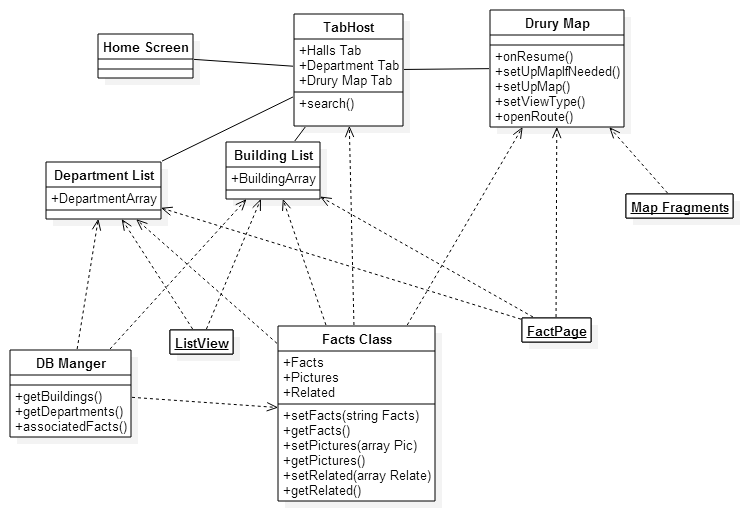 Home Screen
TabHost
+Halls Tab
+Department Tab
+Drury Map Tab
+search()
Drury Map
+onResume()
+setUpMapIfNeeded()
+setUpMap()
+setViewType()
+openRoute()
Department List
+DepartmentArray
Building List
+BuildingArray
Map Fragments
ListView
FactPage
DB Manger
+getBuildings()
+getDepartments()
+associatedFacts()
Facts Class
+Facts
+Pictures
+Related
+setFacts(string Facts)
+getFacts()
+setPictures(array Pic)
+getPictures()
+setRelated(array Relate)
+getRelated()